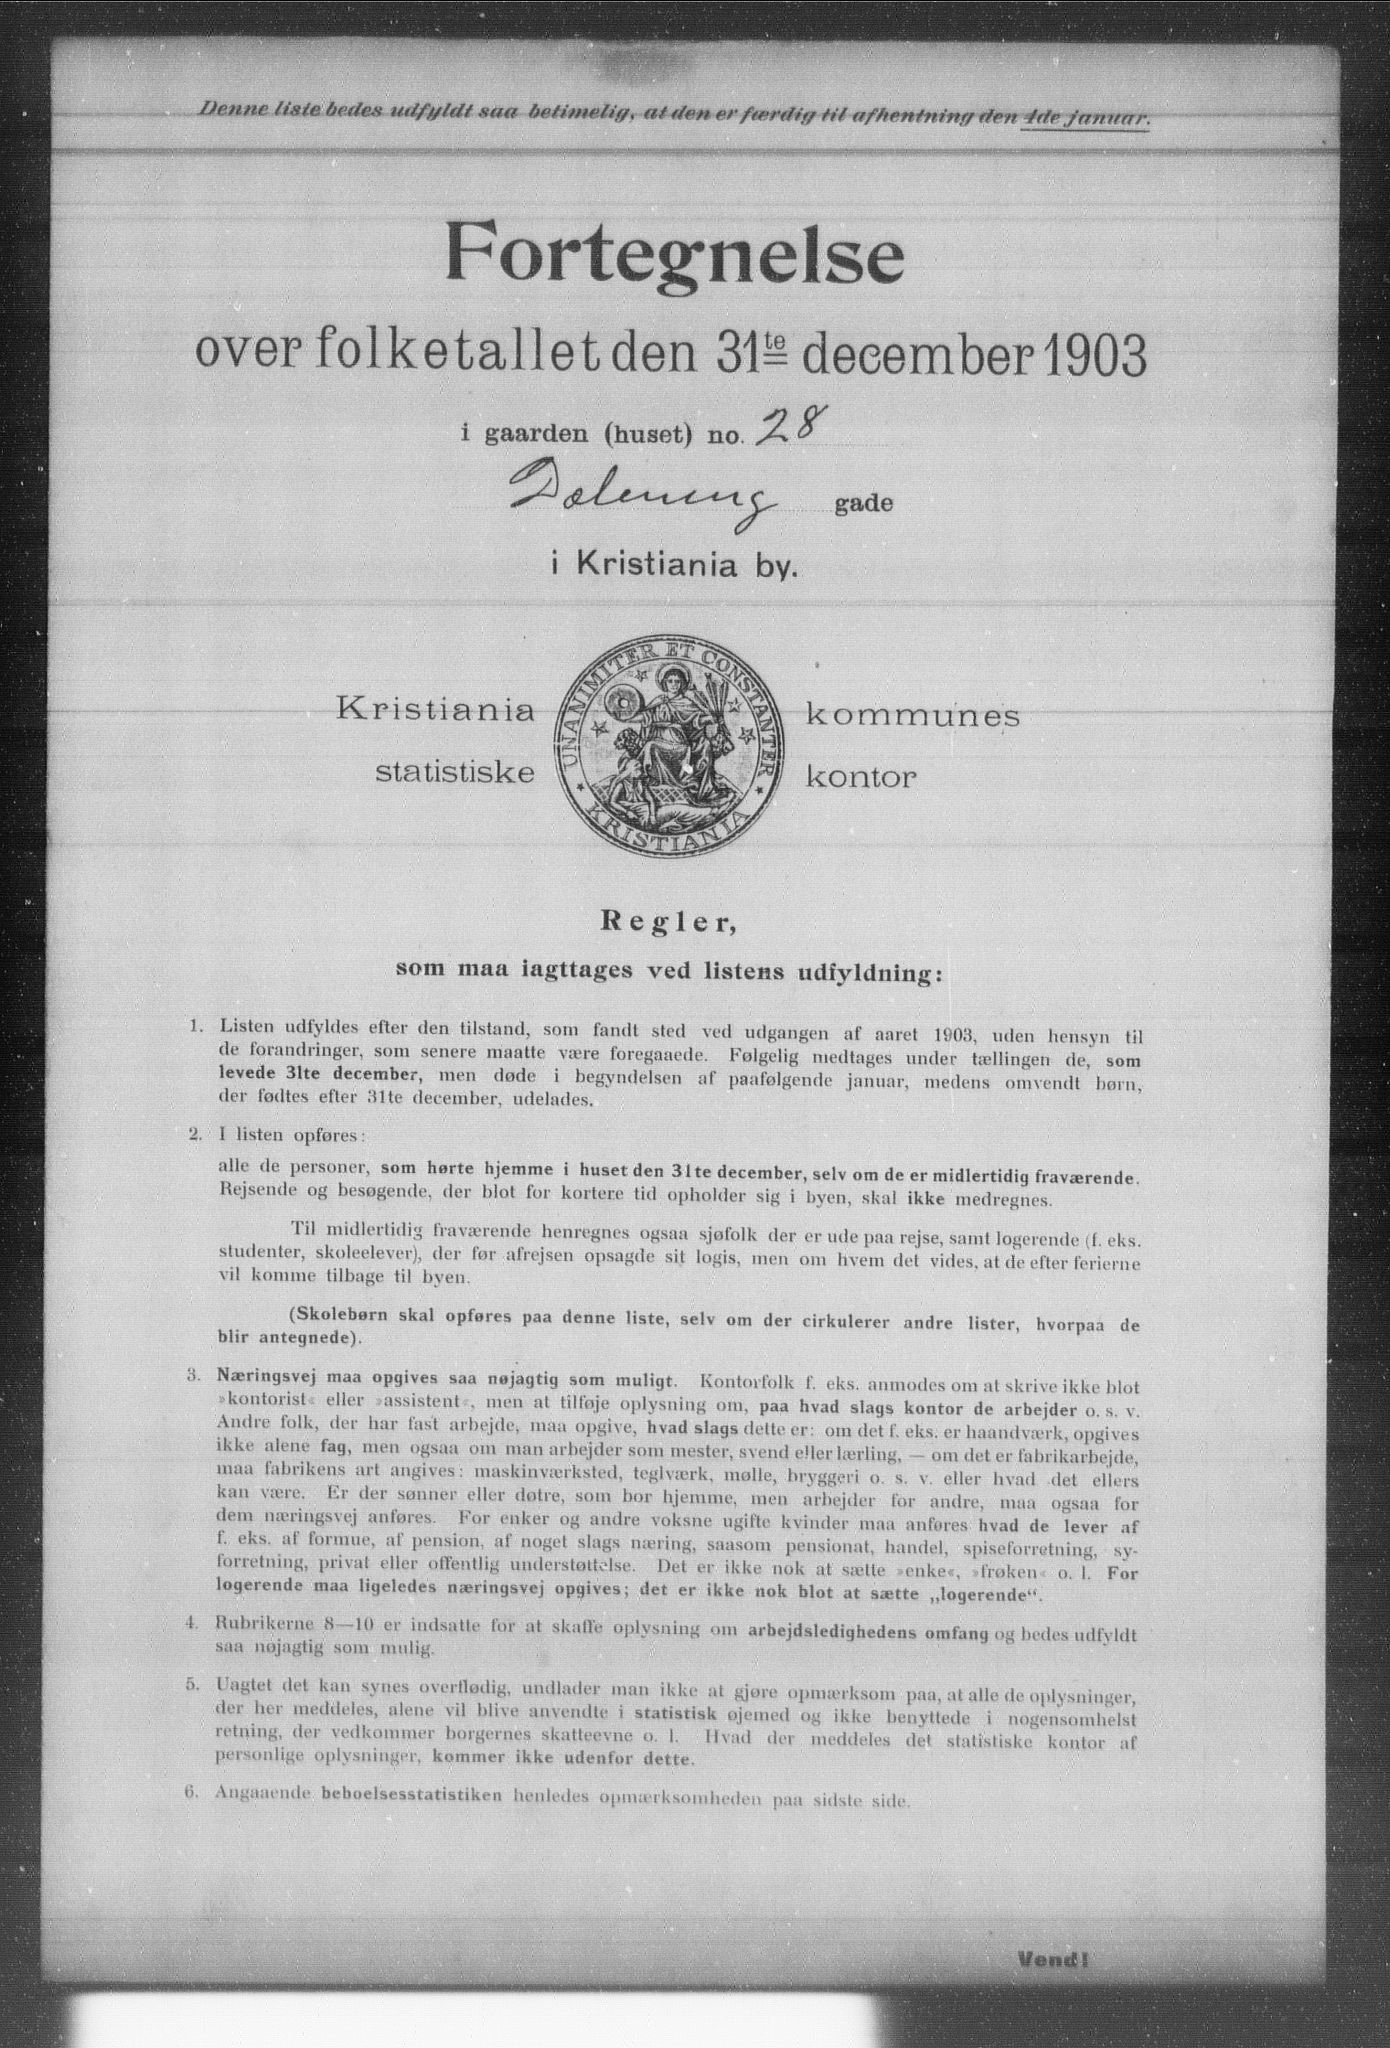 Denne liste bedes udfyldt saa betimelig, at den er færdig til afhentning den 4de januar.
Fortegnelse
over folketallet den 31te december 1903
i gaarden (huset) no. 28
Dælening gade
i Kristiania by.
UNANIMITER ET CONSTANTER
KRISTIANIA
Kristiania kommunes
statistiske kontor
Regler,
som maa iagttages ved listens udfyldning:
1. Listen udfyldes efter den tilstand, som fandt sted ved udgangen af aaret 1903, uden hensyn til
de forandringer, som senere maatte være foregaaede. Følgelig medtages under tællingen de, som
levede 31te december, men døde i begyndelsen af paafølgende januar, medens omvendt børn,
der fødtes efter 31te december, udelades.
2. I listen opføres:
alle de personer, som hørte hjemme i huset den 31te december, selv om de er midlertidig fraværende.
Rejsende og besøgende, der blot for kortere tid opholder sig i byen, skal ikke medregnes.
Til midlertidig fraværende henregnes ogsaa sjøfolk der er ude paa rejse, samt logerende (f. eks.
studenter, skoleelever), der før afrejsen opsagde sit logis, men om hvem det vides, at de efter ferierne
vil komme tilbage til byen.
(Skolebørn skal opføres paa denne liste, selv om der cirkulerer andre lister, hvorpaa de
blir antegnede).
3. Næringsvej maa opgives saa nøjagtig som muligt. Kontorfolk f. eks. anmodes om at skrive ikke blot
»kontorist« eller »assistent«, men at tilføje oplysning om, paa hvad slags kontor de arbejder o. s. v.
Andre folk, der har fast arbejde, maa opgive, hvad slags dette er: om det f. eks. er haandværk, opgives
ikke alene fag, men ogsaa om man arbejder som mester, svend eller lærling, — om det er fabrikarbejde,
maa fabrikens art angives: maskinværksted, teglværk, mølle, bryggeri o. s. v. eller hvad det ellers
kan være. Er der sønner eller døtre, som bor hjemme, men arbejder for andre, maa ogsaa for
dem næringsvej anføres. For enker og andre voksne ugifte kvinder maa anføres hvad de lever af
f. eks. af formue, af pension, af noget slags næring, saasom pensionat, handel, spiseforretning, sy-
forretning, privat eller offentlig understøttelse. Det er ikke nok at sætte »enke«, »frøken« o. l. For
logerende maa ligeledes næringsvej opgives; det er ikke nok blot at sætte „logerende“.
4. Rubrikerne 8—10 er indsatte for at skaffe oplysning om arbejdsledighedens omfang og bedes udfyldt
saa nøjagtig som mulig.
5. Uagtet det kan synes overflødig, undlader man ikke at gjøre opmærksom paa, at alle de oplysninger,
der her meddeles, alene vil blive anvendte i statistisk øjemed og ikke benyttede i nogensomhelst
retning, der vedkommer borgernes skatteevne o. l. Hvad der meddeles det statistiske kontor af
personlige oplysninger, kommer ikke udenfor dette.
6. Angaaende beboelsesstatistiken henledes opmærksomheden paa sidste side.
Vend!